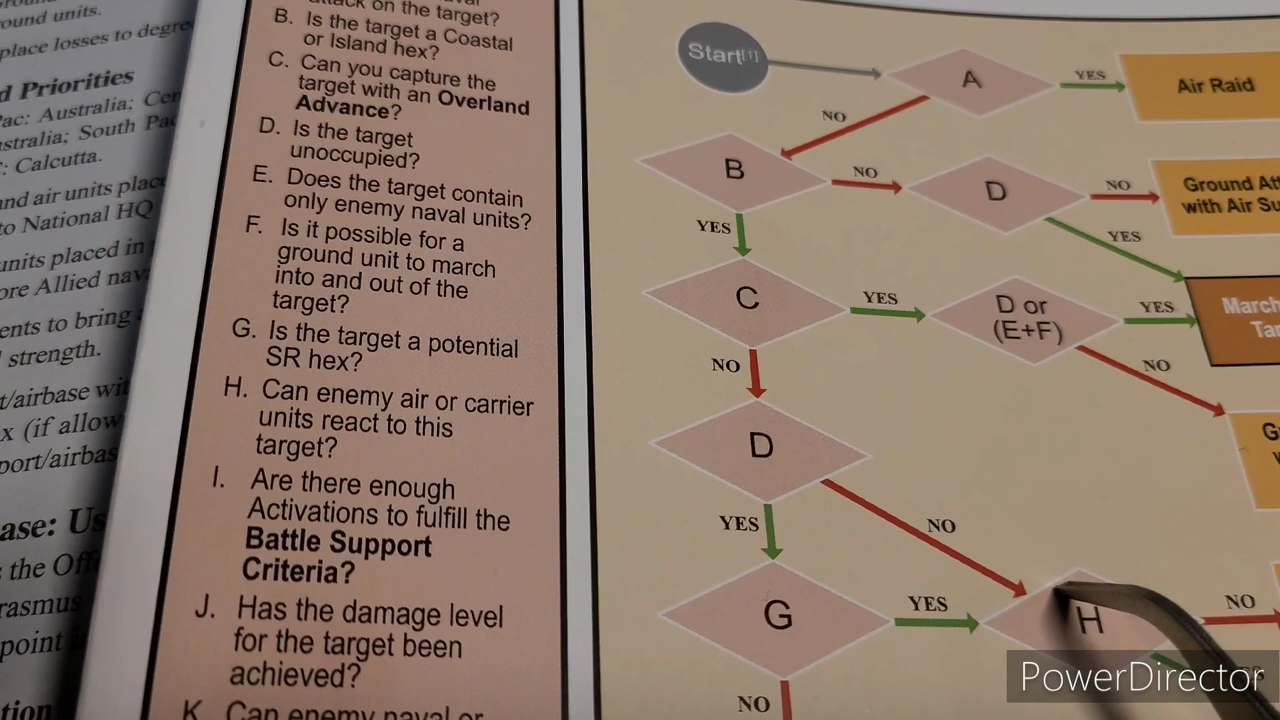 ound units.
place losses to degre
d Priorities
Pac: Australia; Cen
stralia; South Pac
: Calcutta.
and air units plac
to National HQ
units placed in
ore Allied nav
ents to bring
strength.
t/airbase wit
x (if allow
port/airbas
ase: Us
the Off
rasmus
point
tion
attack on the target?
B. Is the target a Coastal
or Island hex?
C. Can you capture the
target with an Overland
Advance?
D. Is the target
unoccupied?
E. Does the target contain
only enemy naval units?
F. Is it possible for a
ground unit to march
into and out of the
target?
G. Is the target a potential
SR hex?
H. Can enemy air or carrier
units react to this
target?
I. Are there enough
Activations to fulfill the
Battle Support
Criteria?
J. Has the damage level
for the target been
achieved?
K. Can enemy naval or
Start[1]
A
YES
Air Raid
NO
B
NO
D
NO
Ground Att
with Air Su
YES
YES
C
YES
D or
(E+F)
YES
March
Tar
NO
NO
G
D
YES
NO
G
YES
H
NO
NO
PowerDirector